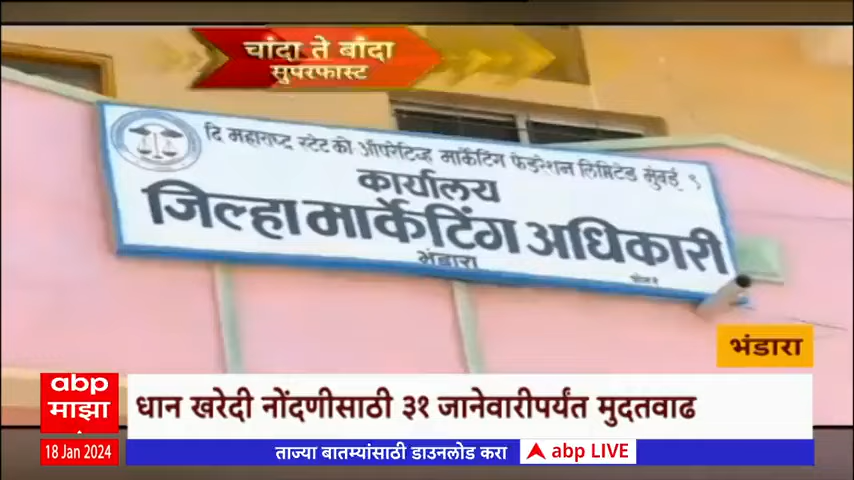 चांदा ते बांदा
सुपरफास्ट
दि महाराष्ट्र स्टेट को ऑपरेटिव्ह मार्केटिंग फेडरेशन लिमिटेड मुंबई ९
कार्यालय
जिल्हा मार्केटिंग अधिकारी
भंडारा
भंडारा
abp
माझा
धान खरेदी नोंदणीसाठी ३१ जानेवारीपर्यंत मुदतवाढ
18 Jan 2024
ताज्या बातम्यांसाठी डाउनलोड करा
abp LIVE